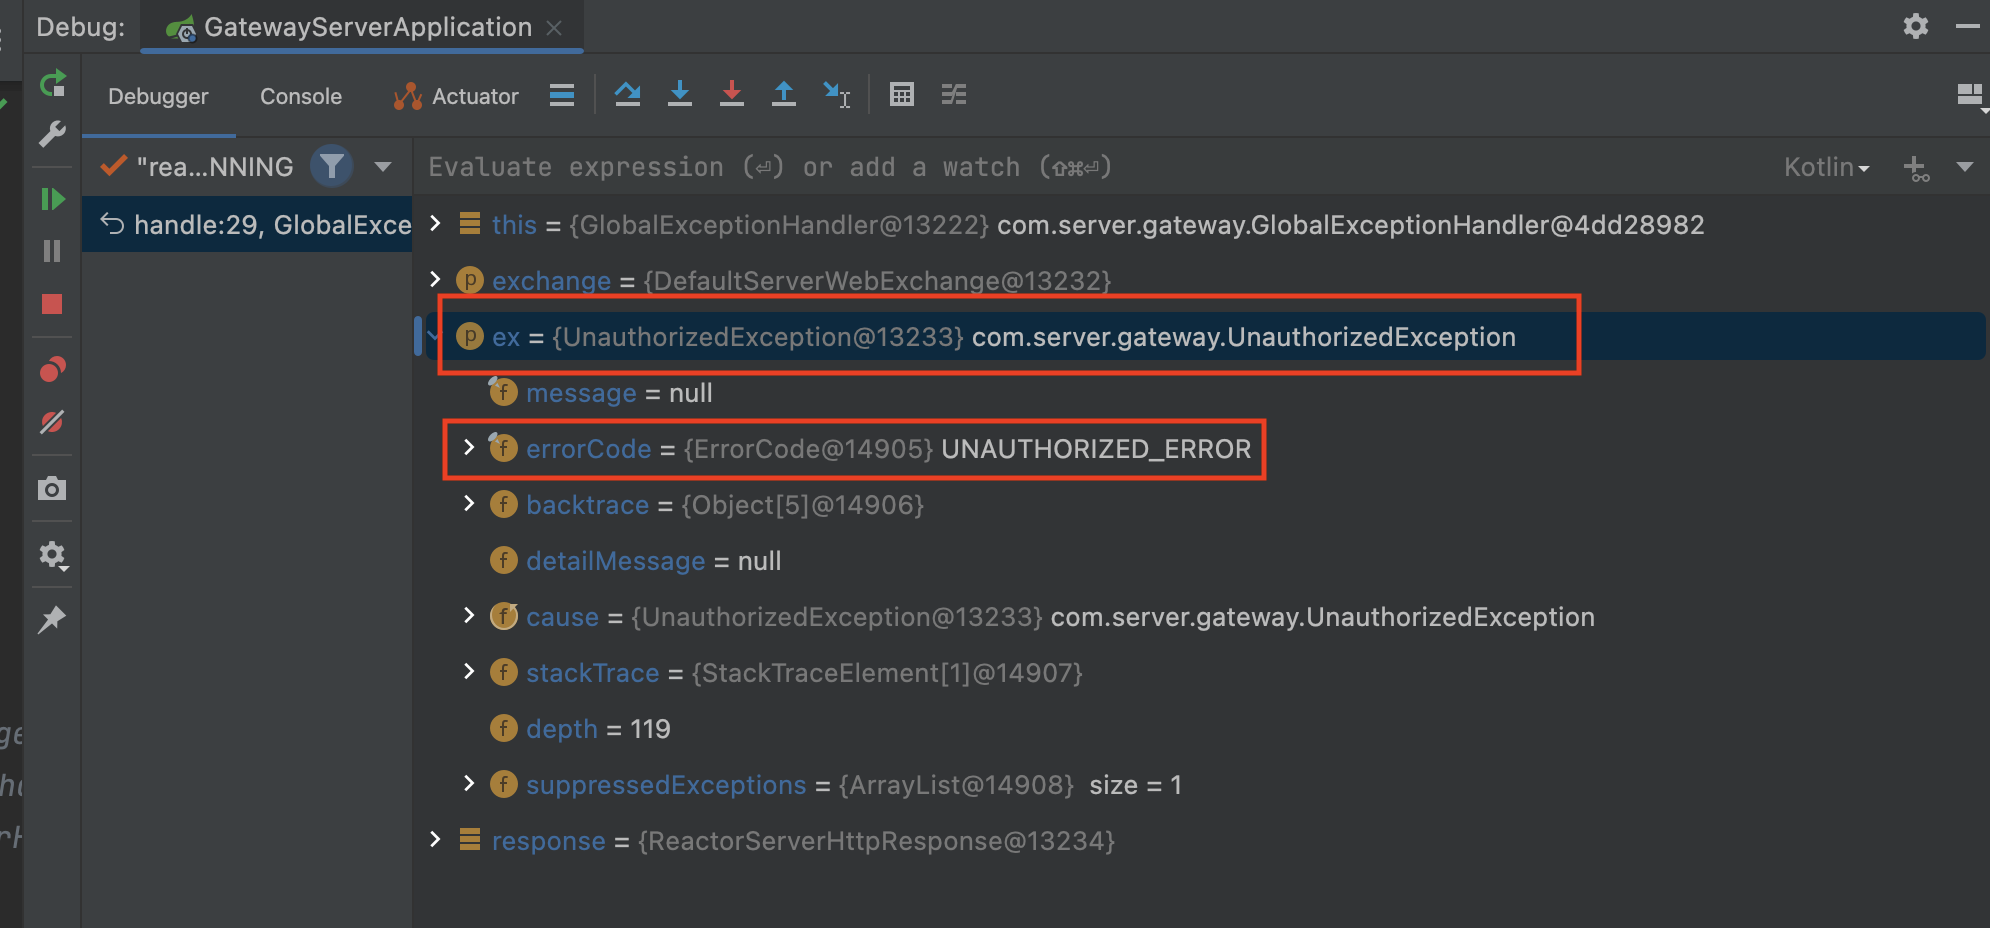 Debug: GatewayServerApplication
Debugger Console Actuator
"rea...NNING
Evaluate expression (⏎) or add a watch (⇧⌘⏎) Kotlin
handle:29, GlobalExce
this = {GlobalExceptionHandler@13222} com.server.gateway.GlobalExceptionHandler@4dd28982
p exchange = {DefaultServerWebExchange@13232}
p ex = {UnauthorizedException@13233} com.server.gateway.UnauthorizedException
f message = null
f errorCode = {ErrorCode@14905} UNAUTHORIZED_ERROR
f backtrace = {Object[5]@14906}
f detailMessage = null
f cause = {UnauthorizedException@13233} com.server.gateway.UnauthorizedException
f stackTrace = {StackTraceElement[1]@14907}
f depth = 119
f suppressedExceptions = {ArrayList@14908} size = 1
response = {ReactorServerHttpResponse@13234}